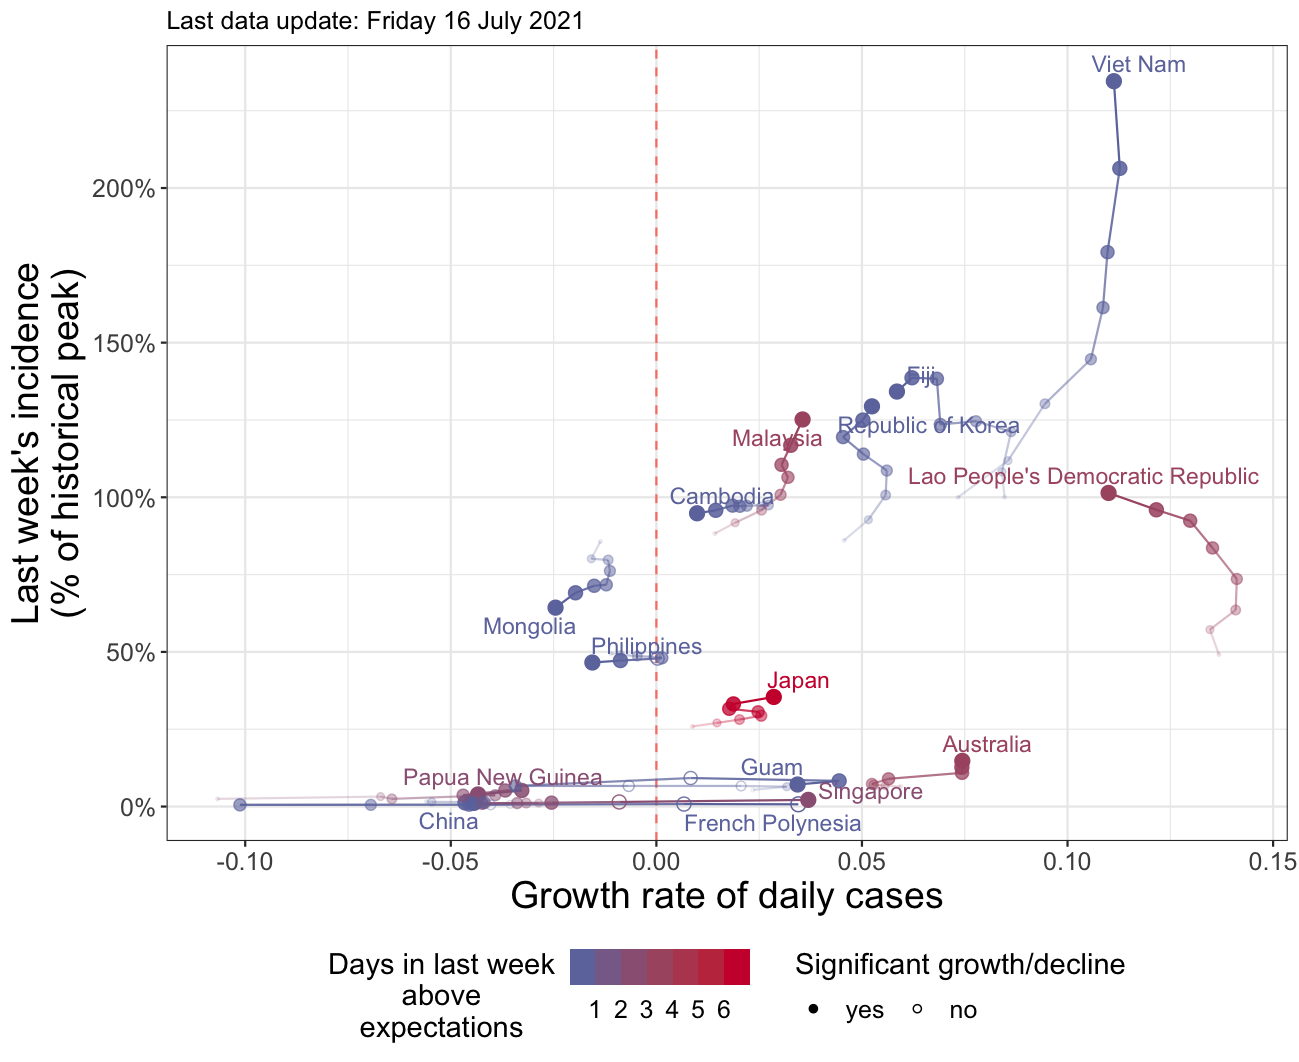 Last data update: Friday 16 July 2021
Last week's incidence
(% of historical peak)
200%
150%
100%
50%
0%
Viet Nam
Fiji
Republic of Korea
Malaysia
Lao People's Democratic Republic
Cambodia
Mongolia
Philippines
Japan
Australia
Guam
Papua New Guinea
Singapore
China
French Polynesia
-0.10 -0.05 0.00 0.05 0.10 0.15
Growth rate of daily cases
Days in last week
above
expectations
1 2 3 4 5 6
Significant growth/decline
yes no